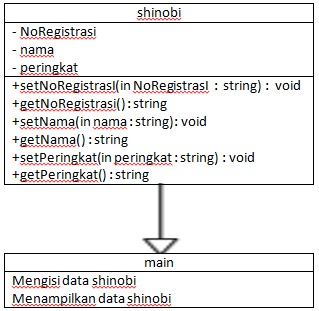 shinobi
- NoRegistrasi
- nama
- peringkat
+setNoRegistrasI(in NoRegistrasI : string) : void
+getNoRegistrasi() : string
+setNama(in nama : string) : void
+getNama() : string
+setPeringkat(in peringkat : string) : void
+getPeringkat() : string
main
Mengisi data shinobi
Menampilkan data shinobi